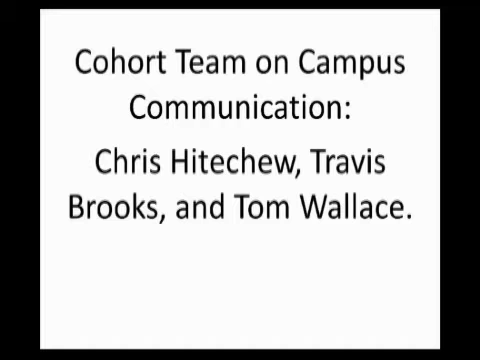 Cohort Team on Campus
Communication:
Chris Hitechew, Travis
Brooks, and Tom Wallace.